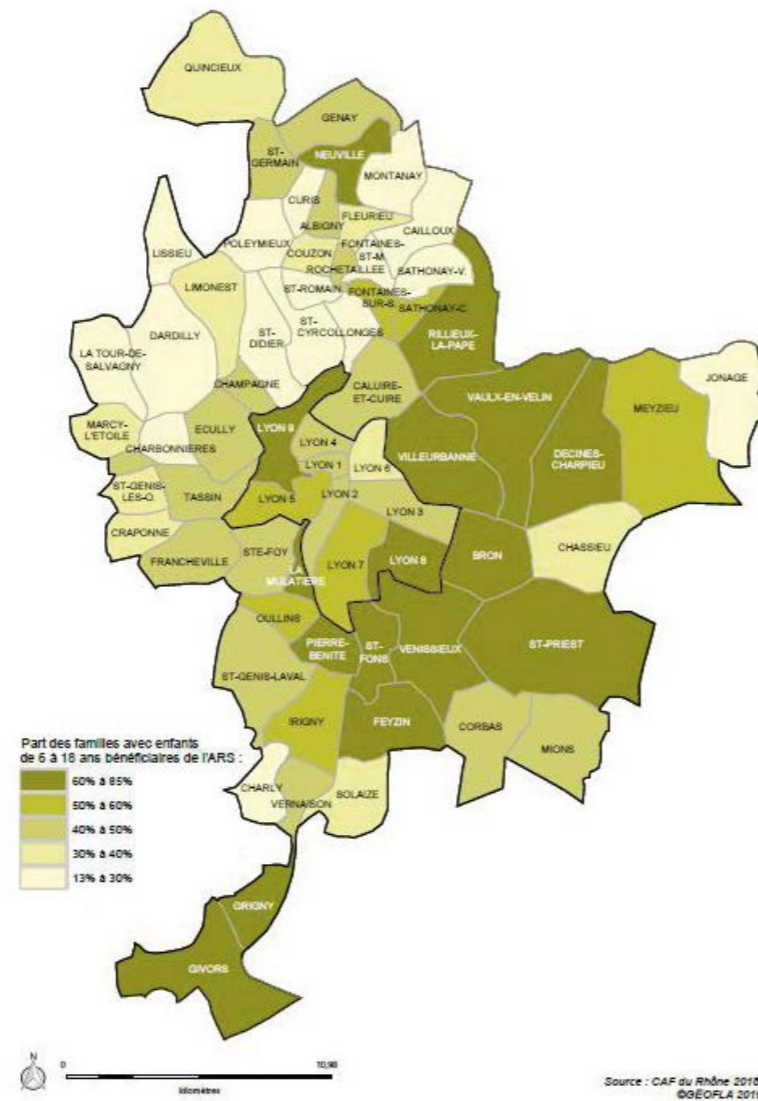 QUINCIEUX
GENAY
ST-
GERMAIN
NEUVILLE
MONTANAY
CURIS
ALBIGNY
FLEURIEU
CAILLOUX
LISSIEU
POLEYMIEUX
COUZON
FONTAINES-
ST-M.
ROCHETAILLEE
SATHONAY-V.
LIMONEST
ST-ROMAIN
FONTAINES-
SUR-S.
SATHONAY-C.
DARDILLY
ST-
DIDIER
ST-
CYR
COLLONGES
RILLIEUX-
LA-PAPE
LA TOUR-DE-
SALVAGNY
CHAMPAGNE
CALUIRE-
ET-CUIRE
VAULX-EN-VELIN
MEYZIEU
JONAGE
MARCY-
L'ETOILE
CHARBONNIERES
ECULLY
LYON 9
LYON 4
LYON 1
LYON 6
VILLEURBANNE
DECINES-
CHARPIEU
ST-GENIS-
LES-O.
TASSIN
LYON 5
LYON 2
LYON 3
CRAPONNE
FRANCHEVILLE
STE-FOY
LA
MULATIERE
LYON 7
LYON 8
BRON
CHASSIEU
OULLINS
PIERRE-
BENITE
ST-
FONS
VENISSIEUX
ST-PRIEST
ST-GENIS-LAVAL
IRIGNY
FEYZIN
CORBAS
MIONS
CHARLY
VERNAISON
SOLAIZE
GRIGNY
GIVORS
Part des familles avec enfants
de 6 à 18 ans bénéficiaires de l'ARS :
60% à 85%
50% à 60%
40% à 50%
30% à 40%
13% à 30%
N
0
10,98
kilomètres
Source : CAF du Rhône
©GÉOFLA